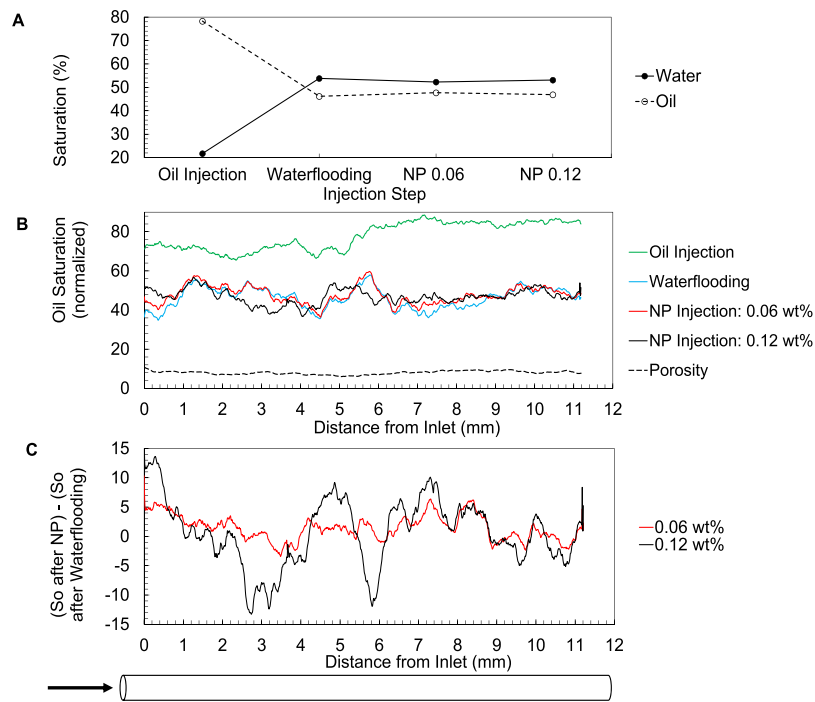 A
80
70
60
50
40
30
20
Saturation (%)
Oil Injection
Waterflooding
NP 0.06
NP 0.12
Injection Step
Water
Oil
B
80
60
40
20
0
Oil Saturation
(normalized)
0 1 2 3 4 5 6 7 8 9 10 11 12
Distance from Inlet (mm)
Oil Injection
Waterflooding
NP Injection: 0.06 wt%
NP Injection: 0.12 wt%
Porosity
C
15
10
5
0
-5
-10
-15
(So after NP) - (So
after Waterflooding)
0 1 2 3 4 5 6 7 8 9 10 11 12
Distance from Inlet (mm)
0.06 wt%
0.12 wt%